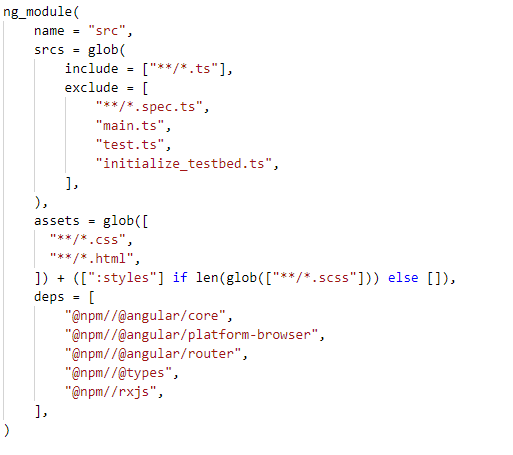 ng_module(
    name = "src",
    srcs = glob(
        include = ["**/*.ts"],
        exclude = [
            "**/*.spec.ts",
            "main.ts",
            "test.ts",
            "initialize_testbed.ts",
        ],
    ),
    assets = glob([
      "**/*.css",
      "**/*.html",
    ]) + ([":styles"] if len(glob(["**/*.scss"])) else []),
    deps = [
        "@npm//@angular/core",
        "@npm//@angular/platform-browser",
        "@npm//@angular/router",
        "@npm//@types",
        "@npm//rxjs",
    ],
)